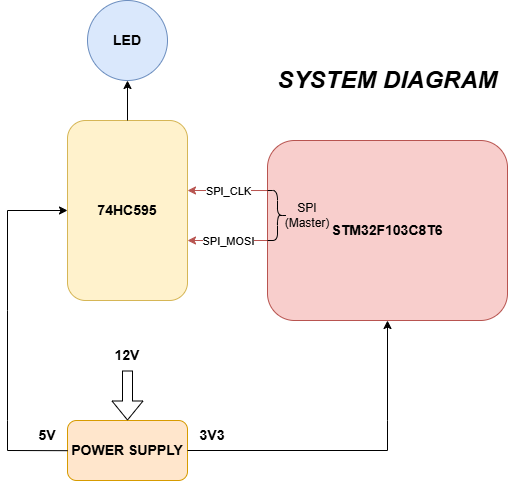 LED
SYSTEM DIAGRAM
74HC595
SPI_CLK
SPI_MOSI
SPI
(Master)
STM32F103C8T6
12V
5V
POWER SUPPLY
3V3